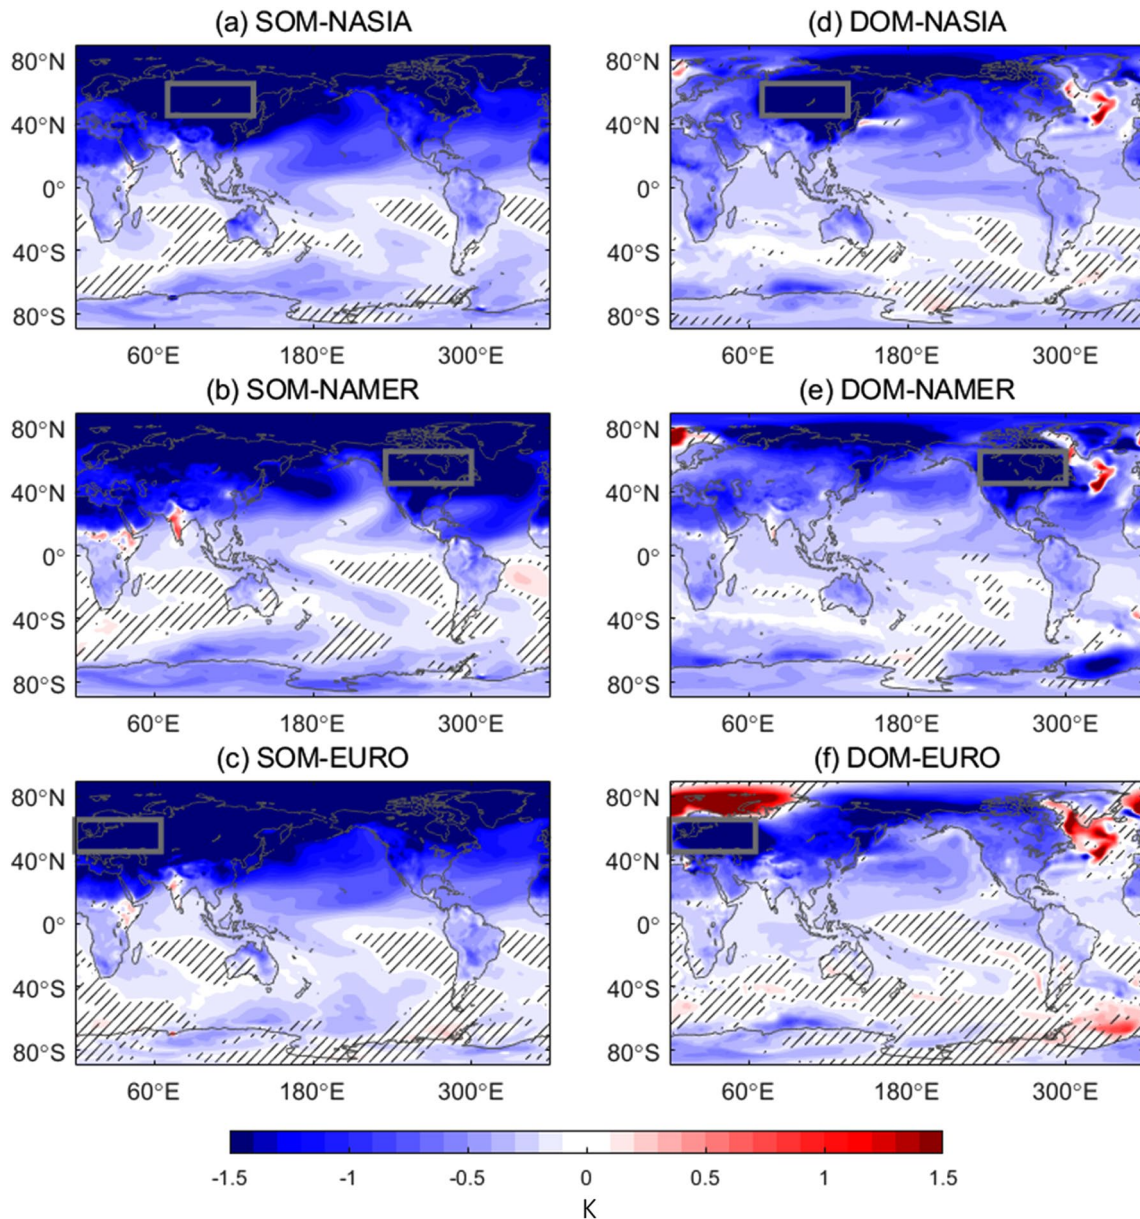 (a) SOM-NASIA
80°N
40°N
0°
40°S
80°S
60°E 180°E 300°E
(d) DOM-NASIA
80°N
40°N
0°
40°S
80°S
60°E 180°E 300°E
(b) SOM-NAMER
80°N
40°N
0°
40°S
80°S
60°E 180°E 300°E
(e) DOM-NAMER
80°N
40°N
0°
40°S
80°S
60°E 180°E 300°E
(c) SOM-EURO
80°N
40°N
0°
40°S
80°S
60°E 180°E 300°E
(f) DOM-EURO
80°N
40°N
0°
40°S
80°S
60°E 180°E 300°E
-1.5 -1 -0.5 0 0.5 1 1.5
K